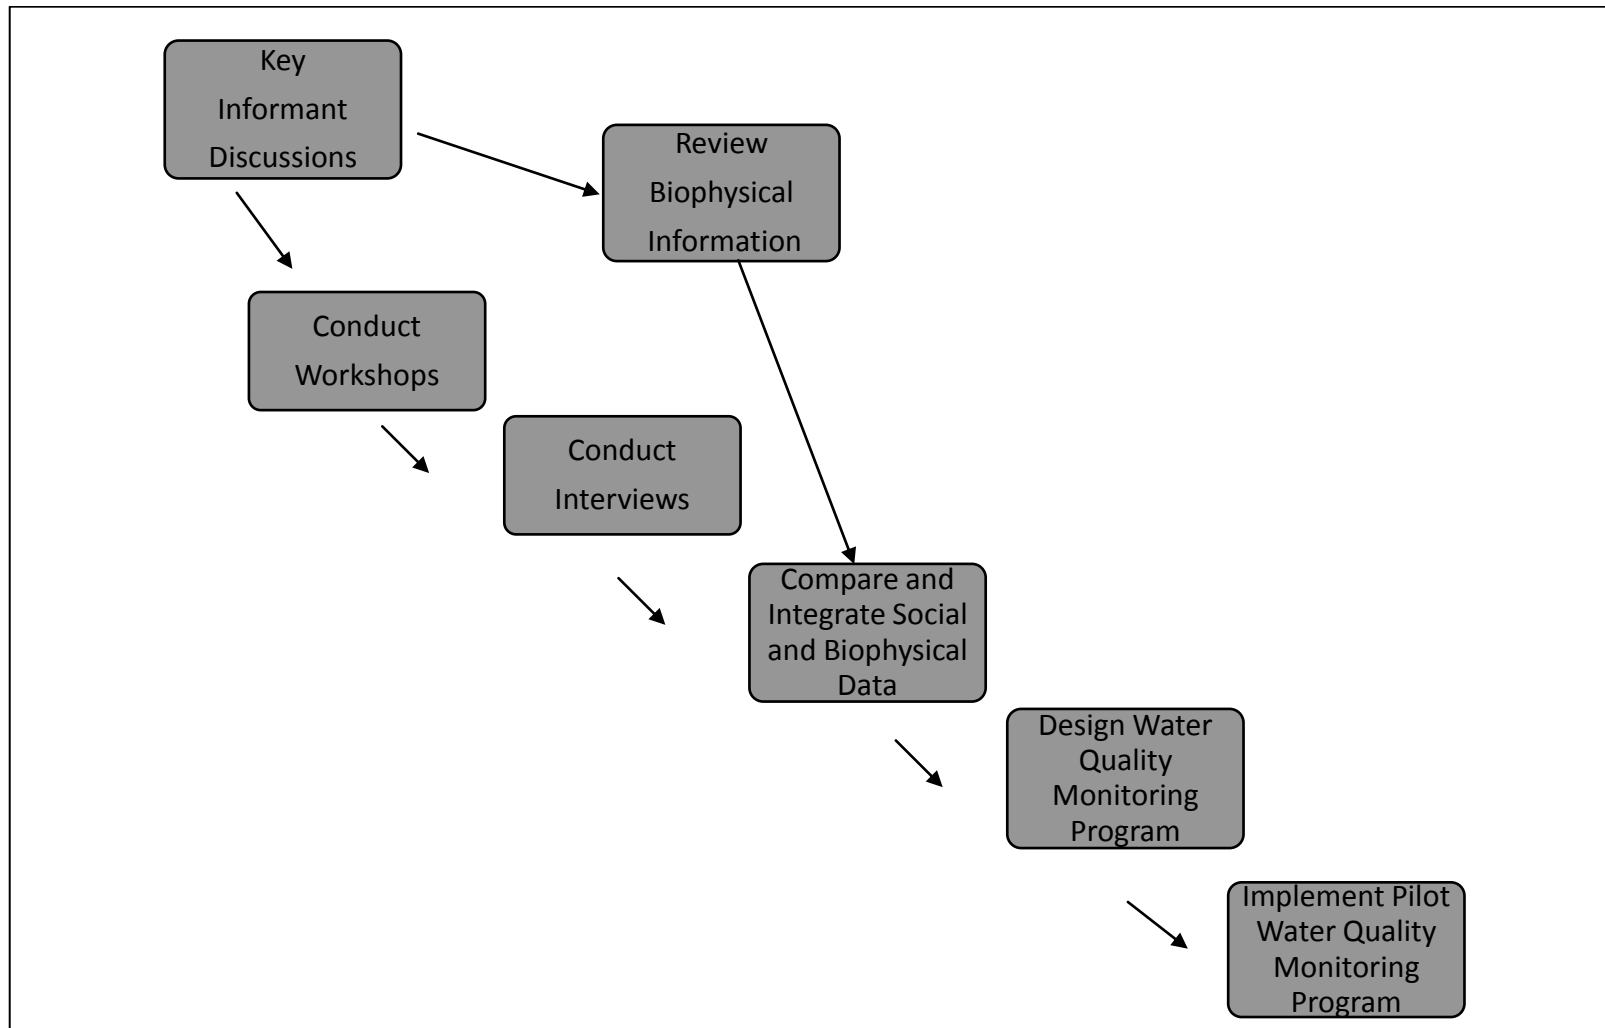 Key
Informant
Discussions
Review
Biophysical
Information
Conduct
Workshops
Conduct
Interviews
Compare and
Integrate Social
and Biophysical
Data
Design Water
Quality
Monitoring
Program
Implement Pilot
Water Quality
Monitoring
Program